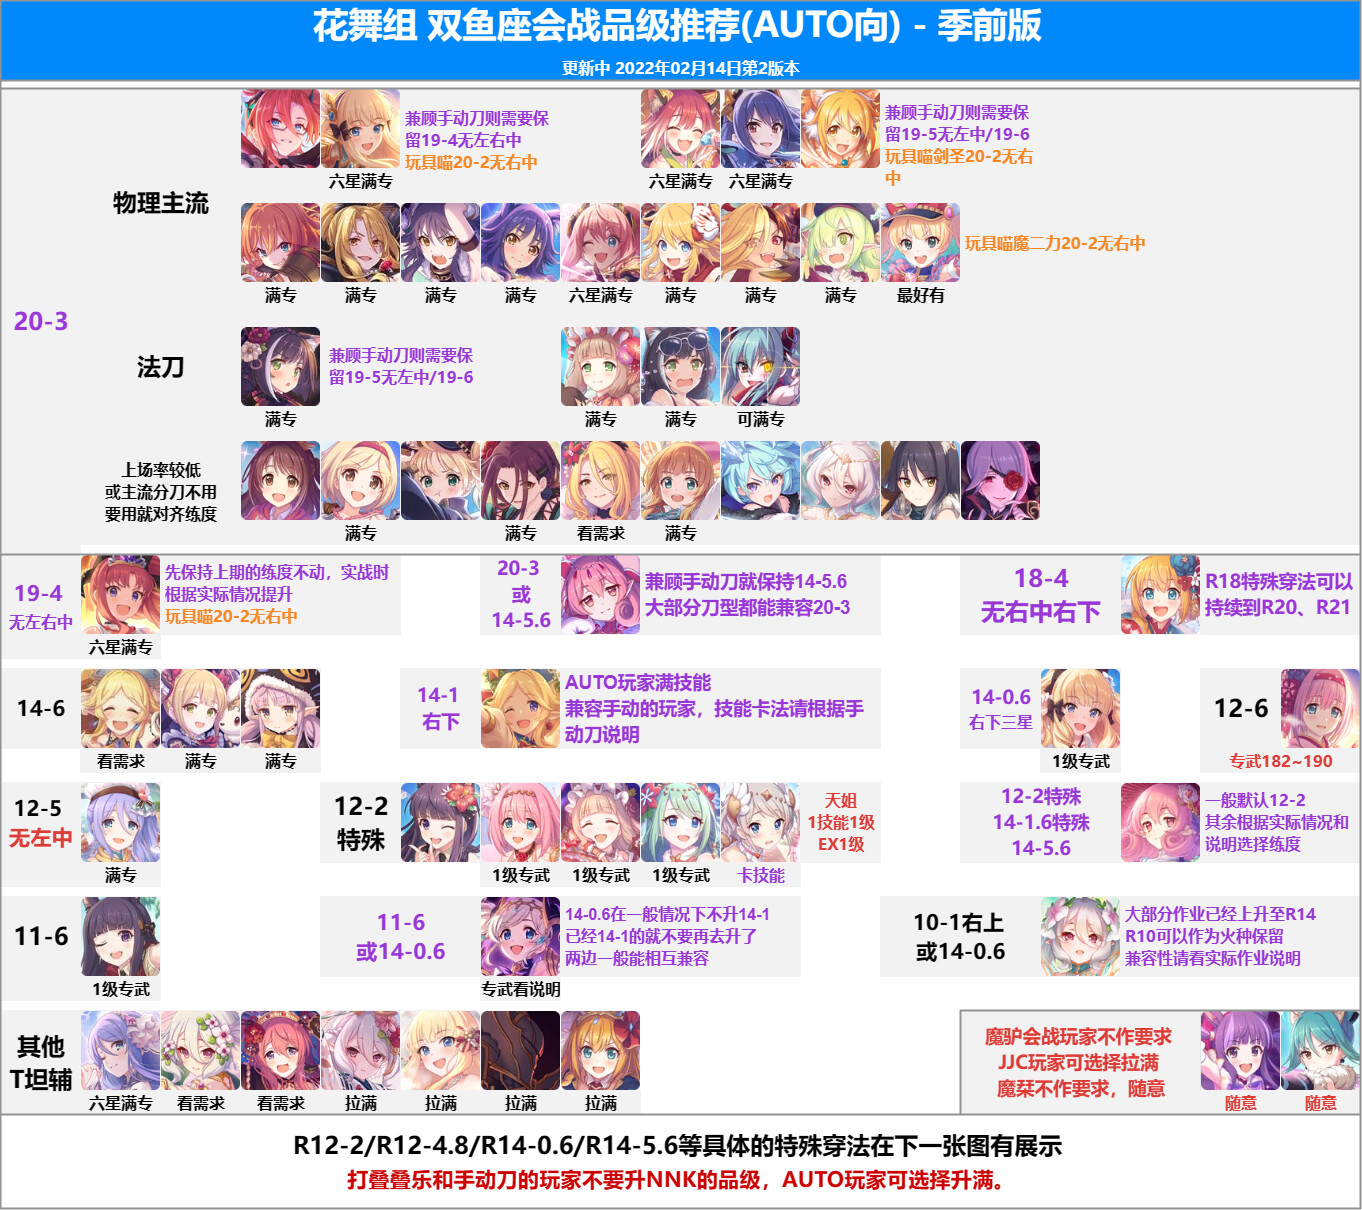 花舞组 双鱼座会战品级推荐(AUTO向) - 季前版
更新中 2022年02月14日第2版本
20-3
物理主流
兼顾手动刀则需要保
留19-4无左右中
玩具喵20-2无右中
兼顾手动刀则需要保
留19-5无左中/19-6
玩具喵剑圣20-2无右
中
六星满专 六星满专 六星满专
玩具喵魔二力20-2无右中
满专 满专 满专 满专 六星满专 满专 满专 满专 最好有
法刀
兼顾手动刀则需要保
留19-5无左中/19-6
满专 满专 满专 可满专
上场率较低
或主流分刀不用
要用就对齐练度
满专 满专 看需求 满专
19-4
无左右中
先保持上期的练度不动，实战时
根据实际情况提升
玩具喵20-2无右中
六星满专
20-3
或
14-5.6
兼顾手动刀就保持14-5.6
大部分刀型都能兼容20-3
18-4
无右中右下
R18特殊穿法可以
持续到R20、R21
14-6
看需求 满专 满专
14-1
右下
AUTO玩家满技能
兼容手动的玩家，技能卡法请根据手
动刀说明
14-0.6
右下三星
1级专武
12-6
专武182~190
12-5
无左中
满专
12-2
特殊
1级专武 1级专武 1级专武 卡技能
天姐
1技能1级
EX1级
12-2特殊
14-1.6特殊
14-5.6
一般默认12-2
其余根据实际情况和
说明选择练度
11-6
1级专武
11-6
或14-0.6
14-0.6在一般情况下不升14-1
已经14-1的就不要再去升了
两边一般能相互兼容
专武看说明
10-1右上
或14-0.6
大部分作业已经上升至R14
R10可以作为火种保留
兼容性请看实际作业说明
其他
T坦辅
六星满专 看需求 看需求 拉满 拉满 拉满 拉满
魔驴会战玩家不作要求
JJC玩家可选择拉满
魔栞不作要求，随意
随意 随意
R12-2/R12-4.8/R14-0.6/R14-5.6等具体的特殊穿法在下一张图有展示
打叠叠乐和手动刀的玩家不要升NNK的品级，AUTO玩家可选择升满。